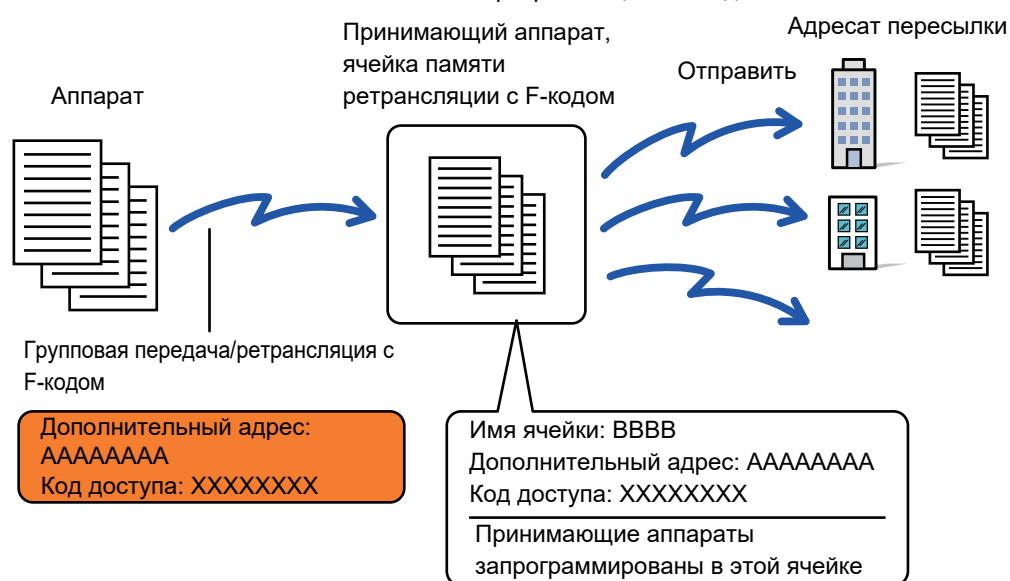 Адресат пересылки
Принимающий аппарат,
ячейка памяти
ретрансляции с F-кодом
Отправить
Аппарат
Групповая передача/ретрансляция с
F-кодом
Дополнительный адрес:
AAAAAAAA
Код доступа: XXXXXXXX
Имя ячейки: BBBB
Дополнительный адрес: AAAAAAAA
Код доступа: XXXXXXXX
Принимающие аппараты
запрограммированы в этой ячейке